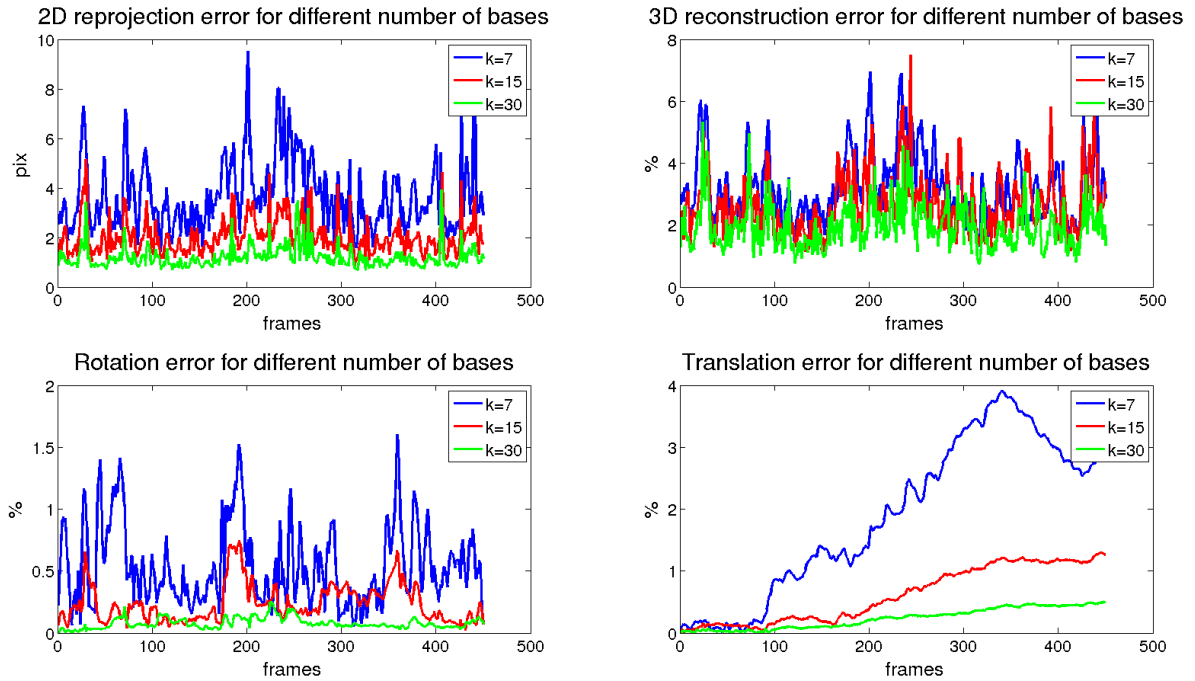 2D reprojection error for different number of bases
10
8
6
4
2
0
pix
0 100 200 300 400 500
frames
k=7
k=15
k=30
3D reconstruction error for different number of bases
8
6
4
2
0
%
0 100 200 300 400 500
frames
k=7
k=15
k=30
Rotation error for different number of bases
2
1.5
1
0.5
0
%
0 100 200 300 400 500
frames
k=7
k=15
k=30
Translation error for different number of bases
4
3
2
1
0
%
0 100 200 300 400 500
frames
k=7
k=15
k=30